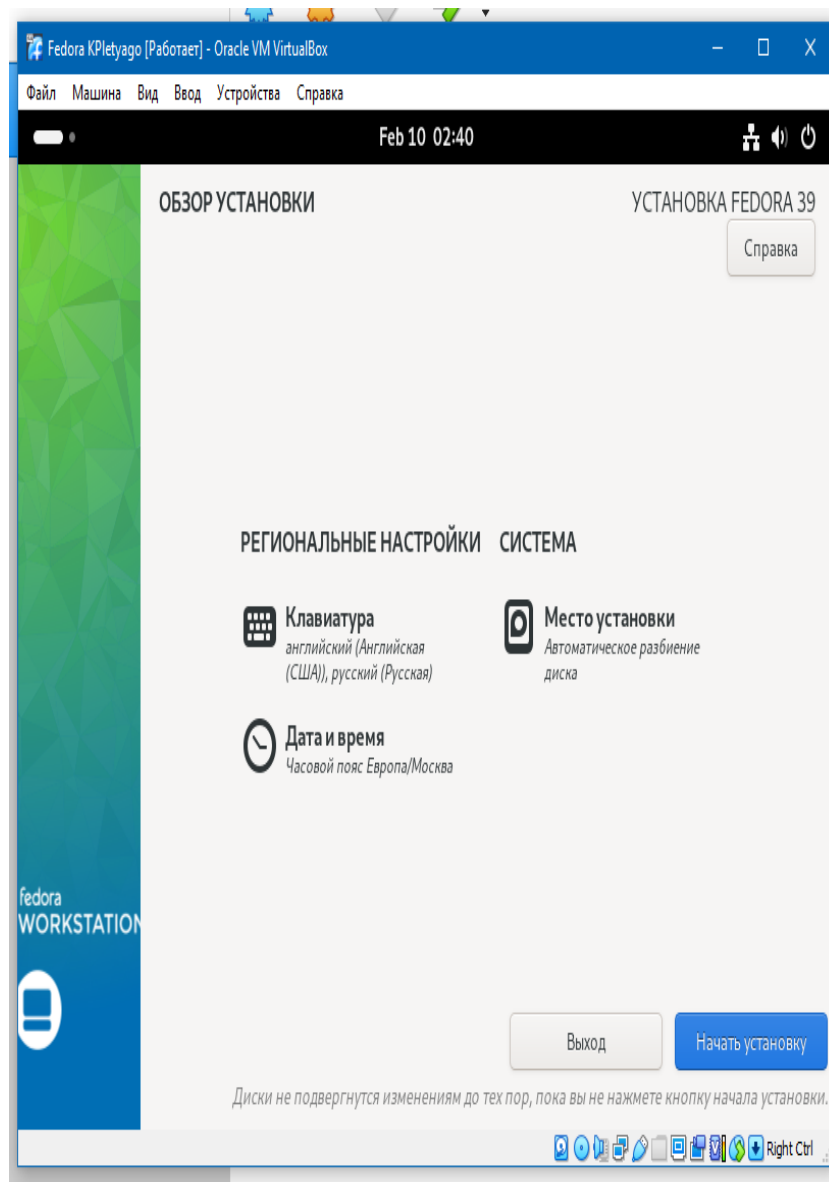 Fedora KPletyago [Работает] - Oracle VM VirtualBox
Файл Машина Вид Ввод Устройства Справка
Feb 10 02:40
ОБЗОР УСТАНОВКИ
УСТАНОВКА FEDORA 39
Справка
РЕГИОНАЛЬНЫЕ НАСТРОЙКИ
Клавиатура
английский (Английская
(США)), русский (Русская)
Дата и время
Часовой пояс Европа/Москва
СИСТЕМА
Место установки
Автоматическое разбиение
диска
fedora
WORKSTATION
Выход
Начать установку
Диски не подвергнутся изменениям до тех пор, пока вы не нажмете кнопку начала установки.
Right Ctrl